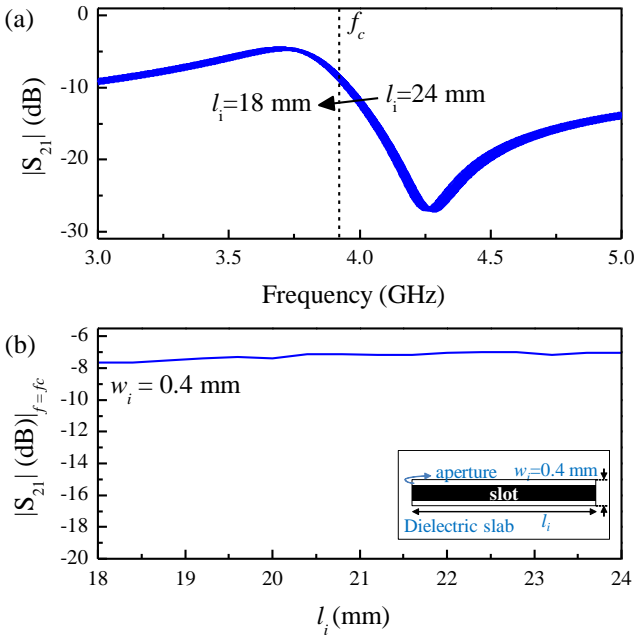 (a)
f_c
0
-10
-20
-30
|S_21| (dB)
l_i=18 mm
l_i=24 mm
3.0 3.5 4.0 4.5 5.0
Frequency (GHz)
(b)
-6
-8
-10
-12
-14
-16
-18
-20
|S_21| (dB)|_f = fc
w_i = 0.4 mm
aperture w_i=0.4 mm
slot
Dielectric slab l_i
18 19 20 21 22 23 24
l_i (mm)